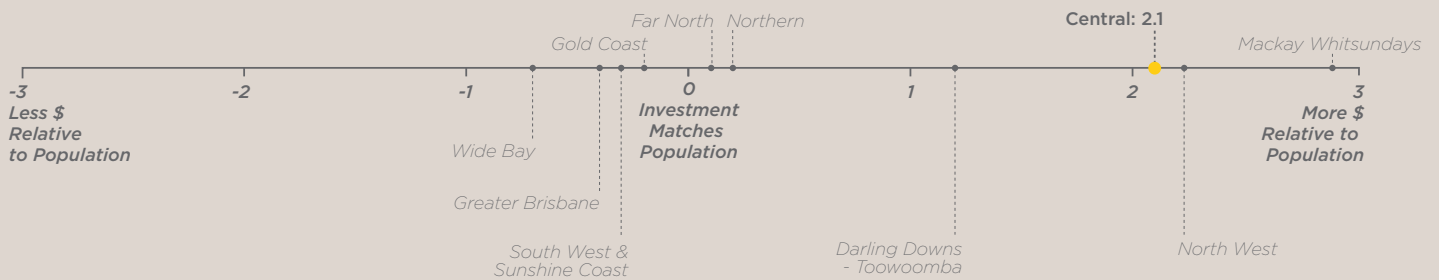 Far North
Northern
Central: 2.1
Gold Coast
Mackay Whitsundays
-3
-2
-1
0
1
2
3
Less $
Relative
to Population
Investment
Matches
Population
More $
Relative to
Population
Wide Bay
Greater Brisbane
South West &
Sunshine Coast
Darling Downs
- Toowoomba
North West